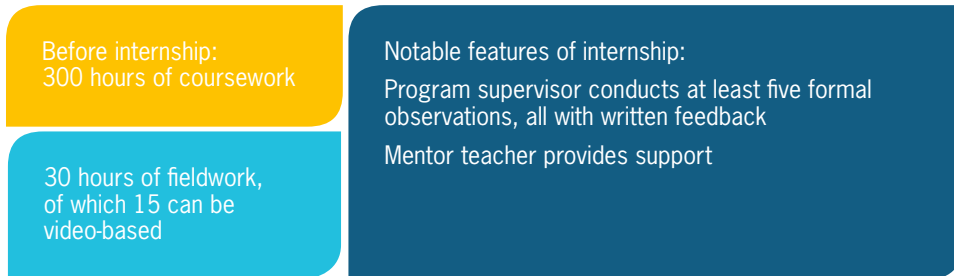 Before internship:
300 hours of coursework
30 hours of fieldwork,
of which 15 can be
video-based
Notable features of internship:
Program supervisor conducts at least five formal
observations, all with written feedback
Mentor teacher provides support